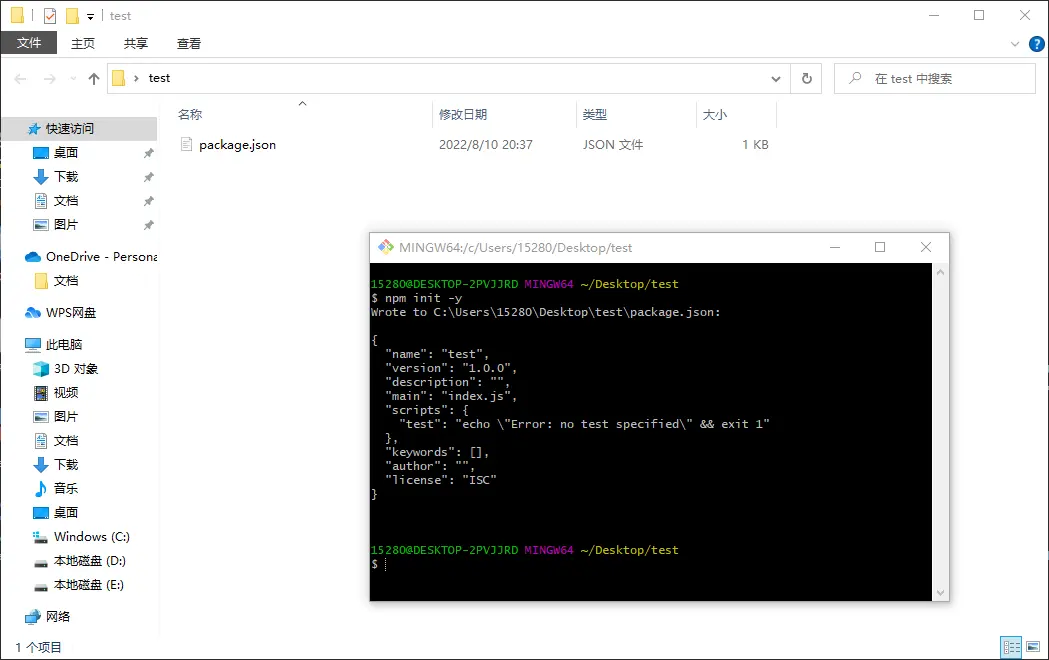 test
文件 主页 共享 查看
test
在 test 中搜索
名称 修改日期 类型 大小
package.json 2022/8/10 20:37 JSON 文件 1 KB
快速访问
桌面
下载
文档
图片
OneDrive - Persona
文档
WPS网盘
此电脑
3D 对象
视频
图片
文档
下载
音乐
桌面
Windows (C:)
本地磁盘 (D:)
本地磁盘 (E:)
网络
1 个项目
MINGW64:/c/Users/15280/Desktop/test
15280@DESKTOP-2PVJJRD MINGW64 ~/Desktop/test
$ npm init -y
Wrote to C:\Users\15280\Desktop\test\package.json:
{
  "name": "test",
  "version": "1.0.0",
  "description": "",
  "main": "index.js",
  "scripts": {
    "test": "echo \"Error: no test specified\" && exit 1"
  },
  "keywords": [],
  "author": "",
  "license": "ISC"
}
15280@DESKTOP-2PVJJRD MINGW64 ~/Desktop/test
$